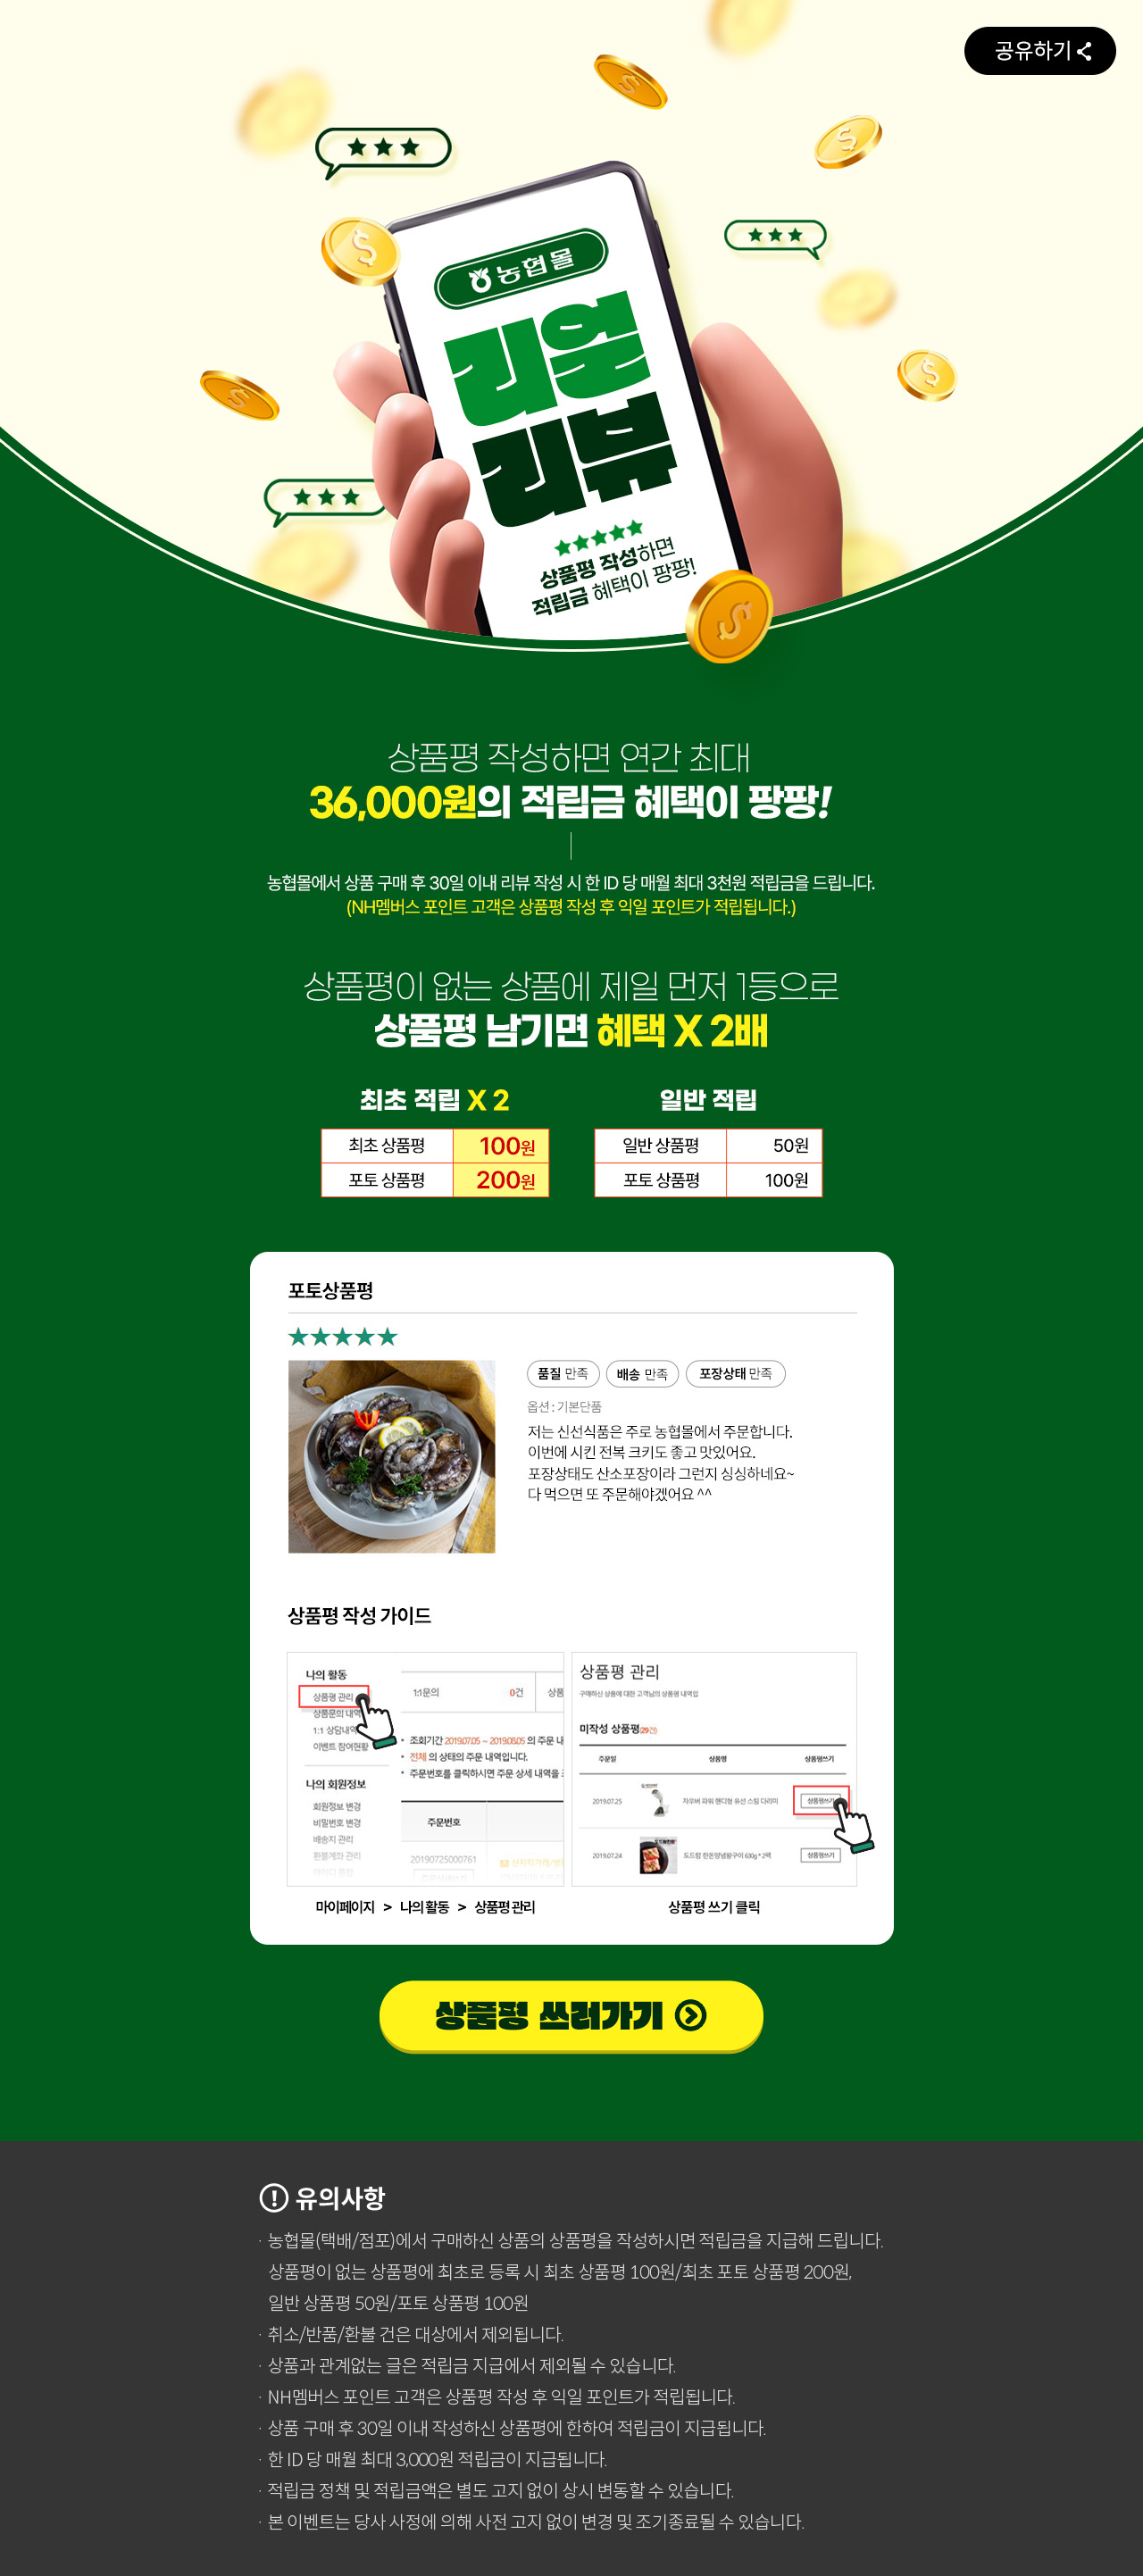 공유하기
농협몰
리얼
리뷰
상품평 작성하면
적립금 혜택이 팡팡!
상품평 작성하면 연간 최대
36,000원의 적립금 혜택이 팡팡!
농협몰에서 상품 구매 후 30일 이내 리뷰 작성 시 한 ID 당 매월 최대 3천원 적립금을 드립니다.
(NH멤버스 포인트 고객은 상품평 작성 후 익일 포인트가 적립됩니다.)
상품평이 없는 상품에 제일 먼저 1등으로
상품평 남기면 혜택 X 2배
최초 적립 X 2
최초 상품평 100원
포토 상품평 200원
일반 적립
일반 상품평 50원
포토 상품평 100원
포토상품평
품질 만족 배송 만족 포장상태 만족
옵션 : 기본단품
저는 신선식품은 주로 농협몰에서 주문합니다.
이번에 시킨 전복 크키도 좋고 맛있어요.
포장상태도 산소포장이라 그런지 싱싱하네요~
다 먹으면 또 주문해야겠어요 ^^
상품평 작성 가이드
나의 활동
상품평 관리
상품문의 내역
1:1 상담내역
이벤트 참여현황
나의 회원정보
회원정보 변경
비밀번호 변경
배송지 관리
환불계좌 관리
1:1문의 0건 상품
• 조회기간 2019.07.05 ~ 2019.08.05 의 주문 내
• 전체 의 상태의 주문 내역입니다.
• 주문번호를 클릭하시면 주문 상세 내역을
주문번호
20190725000761
상품평 관리
구매하신 상품에 대한 고객님의 상품평 내역입
미작성 상품평(29건)
주문일 상품명 상품평쓰기
2019.07.25 자우버 파워 핸디형 유선 스팀 다리미 상품평쓰기
2019.07.24 도드람 한돈양념왕구이 630g * 2팩 상품평쓰기
마이페이지 > 나의 활동 > 상품평 관리
상품평 쓰기 클릭
상품평 쓰러가기
유의사항
· 농협몰(택배/점포)에서 구매하신 상품의 상품평을 작성하시면 적립금을 지급해 드립니다.
상품평이 없는 상품평에 최초로 등록 시 최초 상품평 100원/최초 포토 상품평 200원,
일반 상품평 50원/포토 상품평 100원
· 취소/반품/환불 건은 대상에서 제외됩니다.
· 상품과 관계없는 글은 적립금 지급에서 제외될 수 있습니다.
· NH멤버스 포인트 고객은 상품평 작성 후 익일 포인트가 적립됩니다.
· 상품 구매 후 30일 이내 작성하신 상품평에 한하여 적립금이 지급됩니다.
· 한 ID 당 매월 최대 3,000원 적립금이 지급됩니다.
· 적립금 정책 및 적립금액은 별도 고지 없이 상시 변동할 수 있습니다.
· 본 이벤트는 당사 사정에 의해 사전 고지 없이 변경 및 조기종료될 수 있습니다.